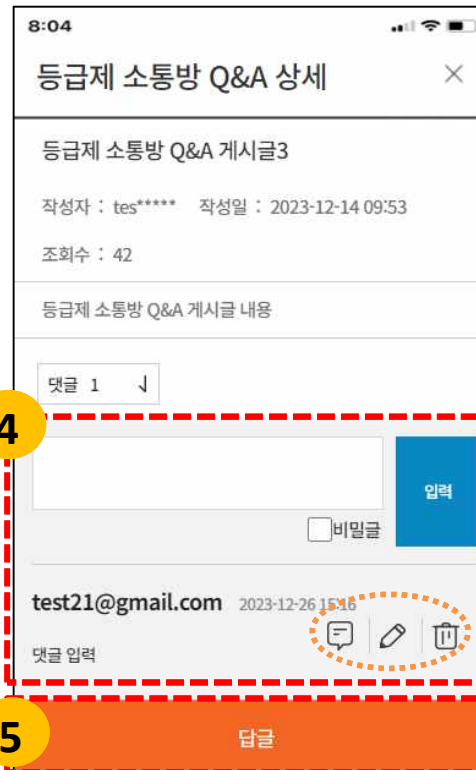 8:04
등급제 소통방 Q&A 상세
등급제 소통방 Q&A 게시글3
작성자 : tes***** 작성일 : 2023-12-14 09:53
조회수 : 42
등급제 소통방 Q&A 게시글 내용
댓글 1
4
입력
비밀글
test21@gmail.com 2023-12-26 15:16
댓글 입력
5
답글